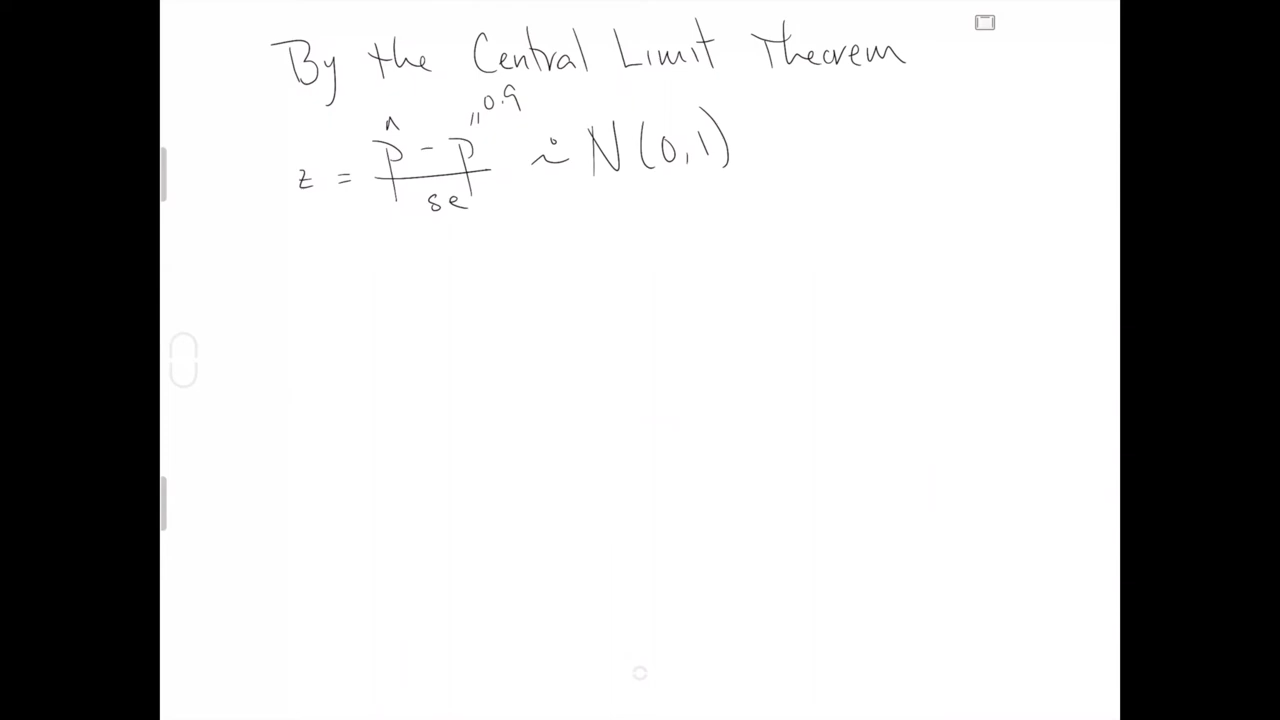 By the Central Limit Theorem
z = (p̂ - p) / se ∼̇ N(0,1)
" 0.9